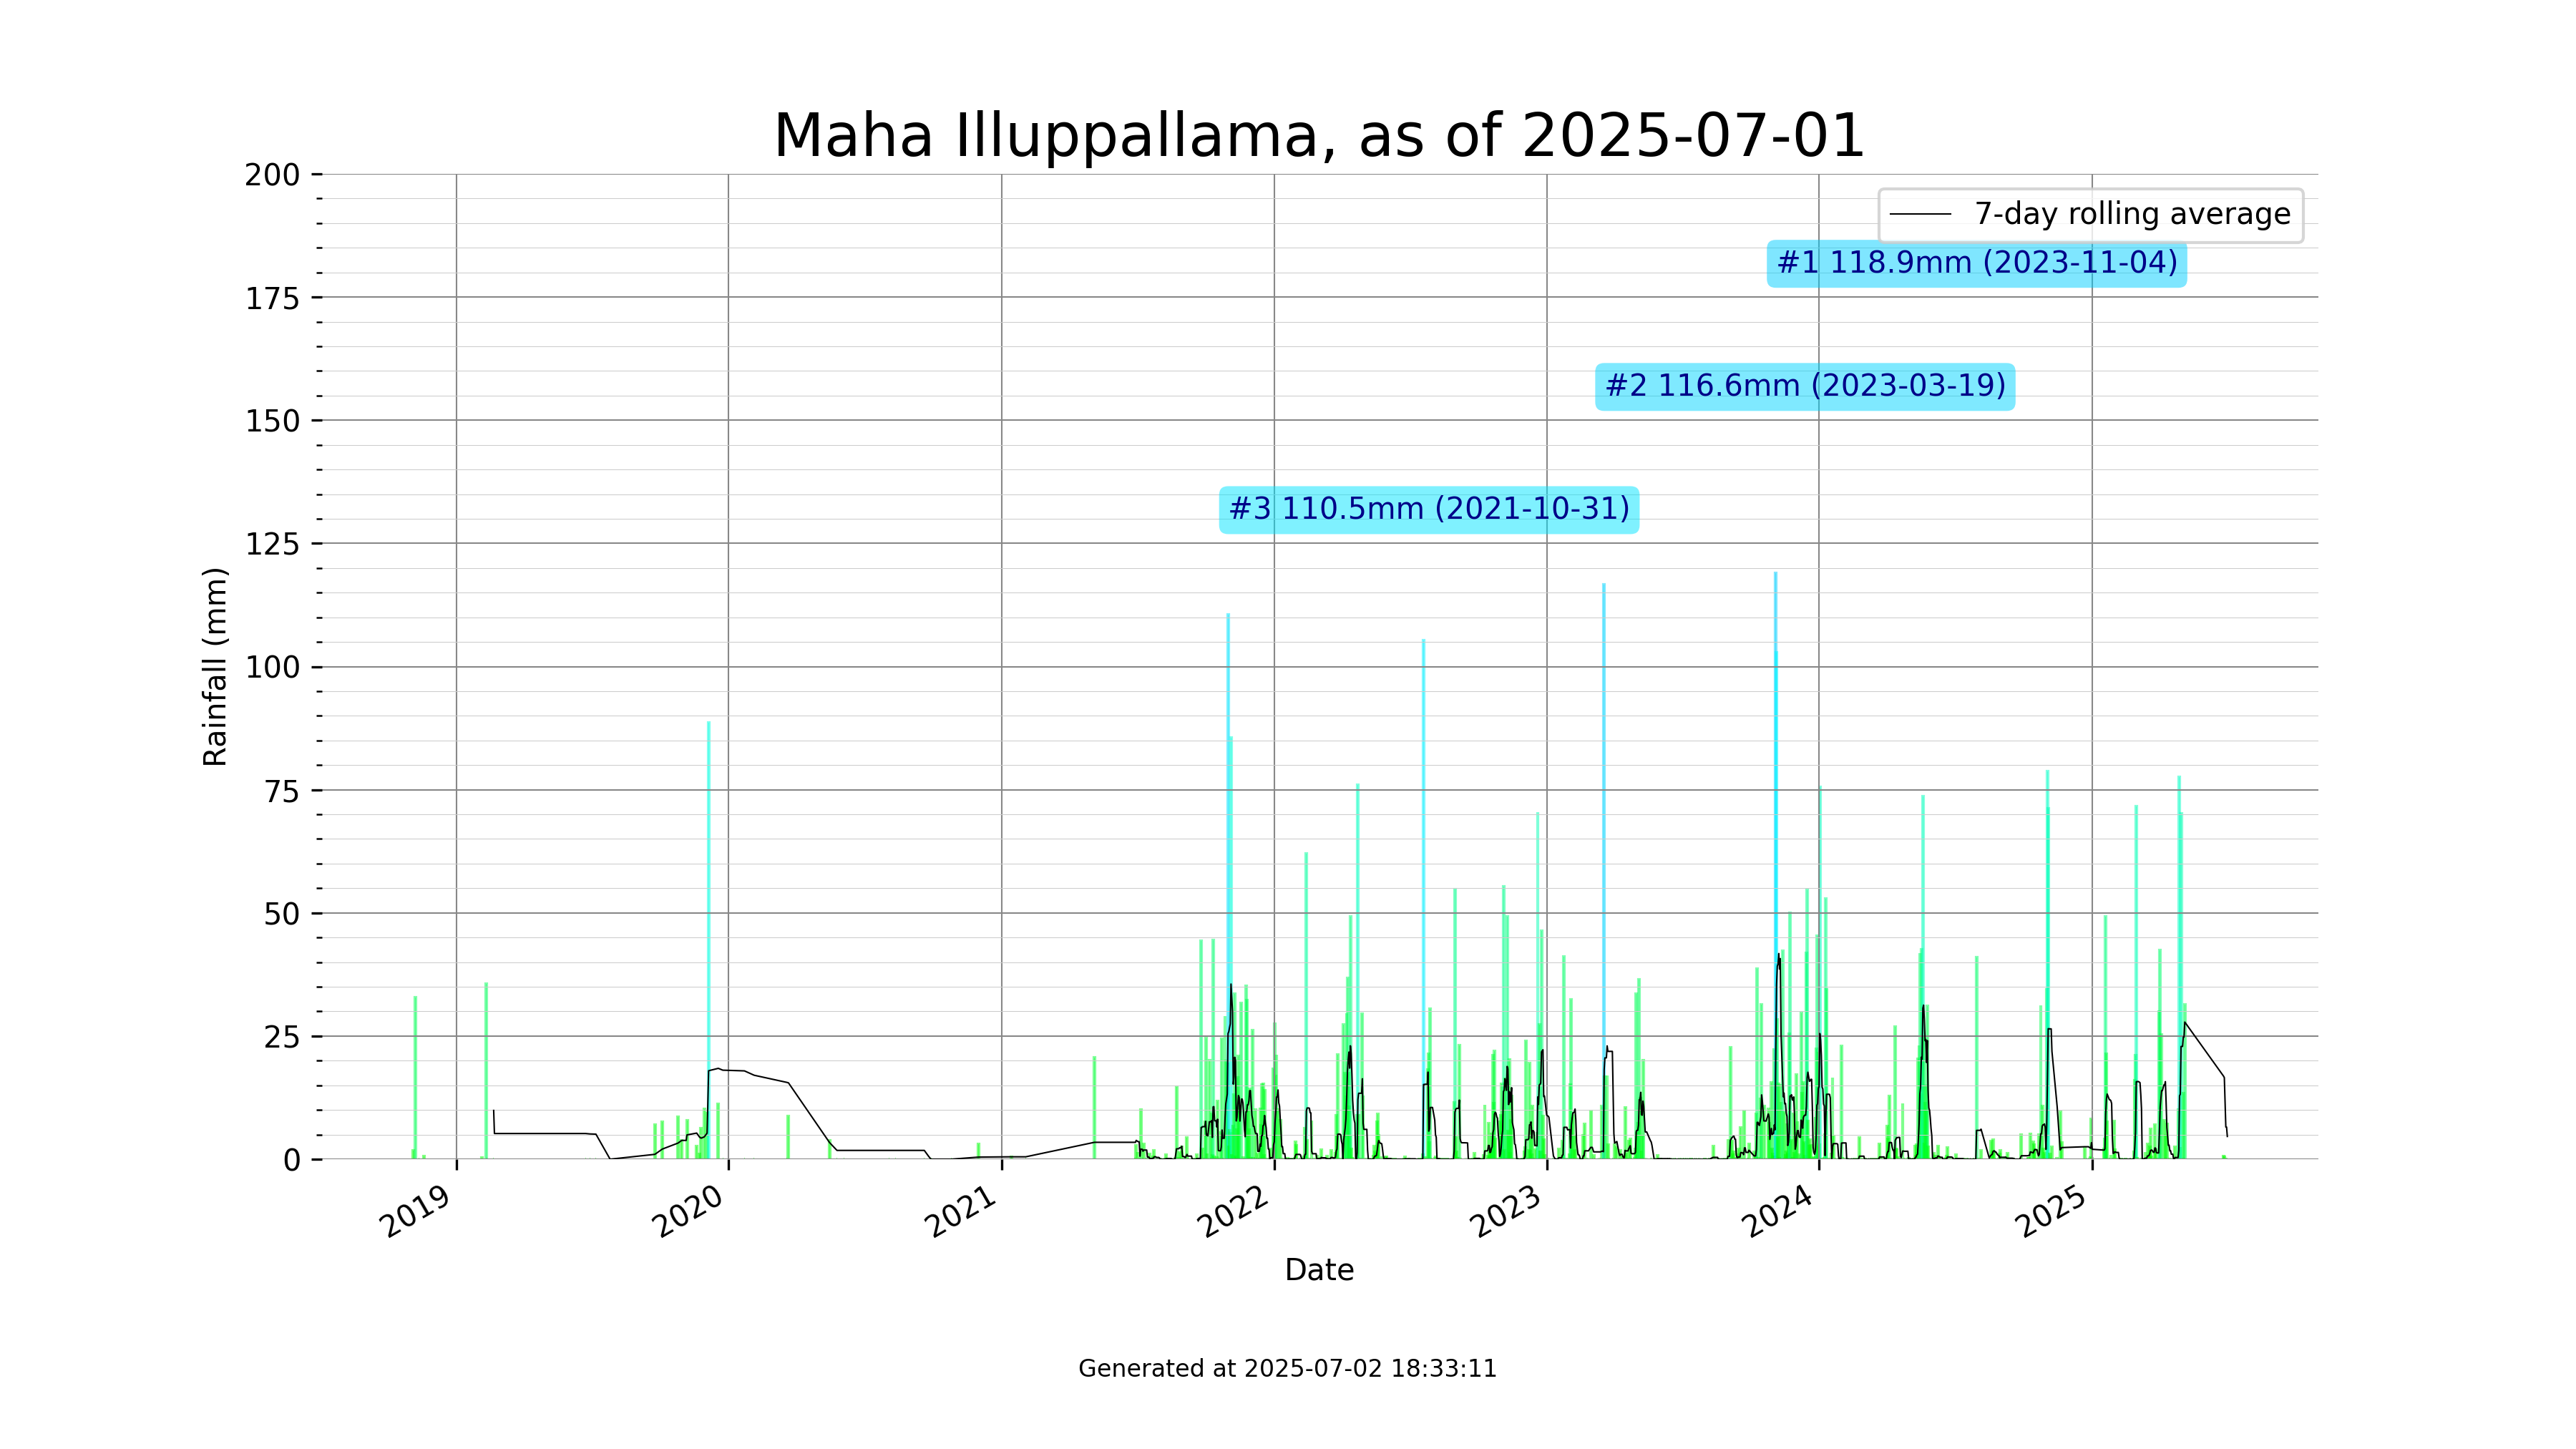 Maha Illuppallama, as of 2025-07-01
200
175
150
125
100
75
50
25
0
Rainfall (mm)
7-day rolling average
#1 118.9mm (2023-11-04)
#2 116.6mm (2023-03-19)
#3 110.5mm (2021-10-31)
2019
2020
2021
2022
2023
2024
2025
Date
Generated at 2025-07-02 18:33:11